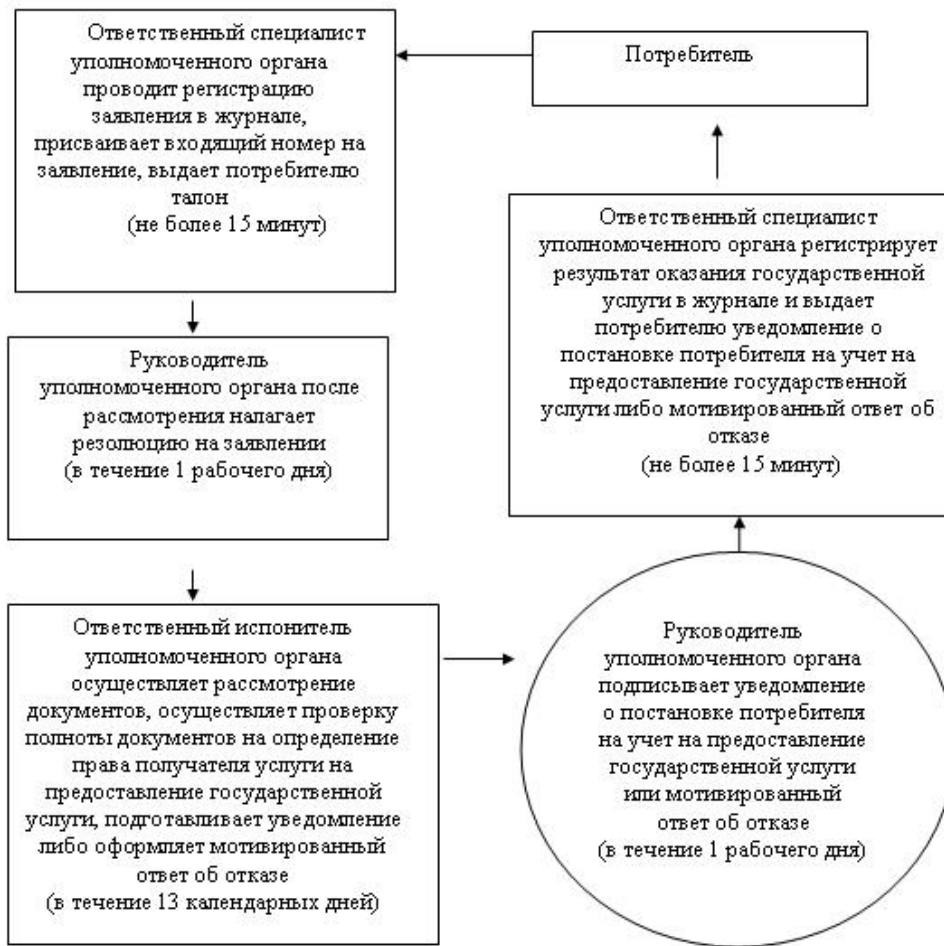 Потребитель
Ответственный специалист
уполномоченного органа
проводит регистрацию
заявления в журнале,
присваивает входящий номер на
заявление, выдает потребителю
талон
(не более 15 минут)
Руководитель
уполномоченного органа после
рассмотрения налагает
резолюцию на заявлении
(в течение 1 рабочего дня)
Ответственный испонитель
уполномоченного органа
осуществляет рассмотрение
документов, осуществляет проверку
полноты документов на определение
права получателя услуги на
предоставление государственной
услуги, подготавливает уведомление
либо оформляет мотивированный
ответ об отказе
(в течение 13 календарных дней)
Руководитель
уполномоченного органа
подписывает уведомление
о постановке потребителя
на учет на предоставление
государственной услуги
или мотивированный
ответ об отказе
(в течение 1 рабочего дня)
Ответственный специалист
уполномоченного органа регистрирует
результат оказания государственной
услуги в журнале и выдает
потребителю уведомление о
постановке потребителя на учет на
предоставление государственной
услуги либо мотивированный ответ об
отказе
(не более 15 минут)